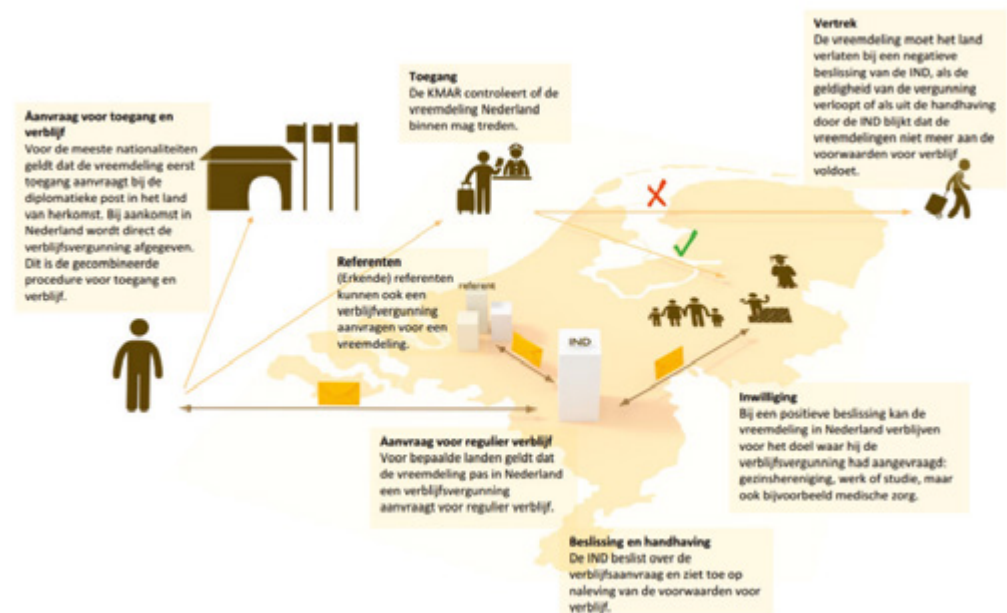 Aanvraag voor toegang en
verblijf
Voor de meeste nationaliteiten
geldt dat de vreemdeling eerst
toegang aanvraagt bij de
diplomatieke post in het land
van herkomst. Bij aankomst in
Nederland wordt direct de
verblijfsvergunning afgegeven.
Dit is de gecombineerde
procedure voor toegang en
verblijf.
Toegang
De KMAR controleert of de
vreemdeling Nederland
binnen mag treden.
Vertrek
De vreemdeling moet het land
verlaten bij een negatieve
beslissing van de IND, als de
geldigheid van de vergunning
verloopt of als uit de handhaving
door de IND blijkt dat de
vreemdelingen niet meer aan de
voorwaarden voor verblijf
voldoet.
Referenten
(Erkende) referenten
kunnen ook een
verblijfvergunning
aanvragen voor een
vreemdeling.
referent
IND
Aanvraag voor regulier verblijf
Voor bepaalde landen geldt dat
de vreemdeling pas in Nederland
een verblijfsvergunning
aanvraagt voor regulier verblijf.
Inwilliging
Bij een positieve beslissing kan de
vreemdeling in Nederland verblijven
voor het doel waar hij de
verblijfsvergunning had aangevraagd:
gezinshereniging, werk of studie, maar
ook bijvoorbeeld medische zorg.
Beslissing en handhaving
De IND beslist over de
verblijfsaanvraag en ziet toe op
naleving van de voorwaarden voor
verblijf.